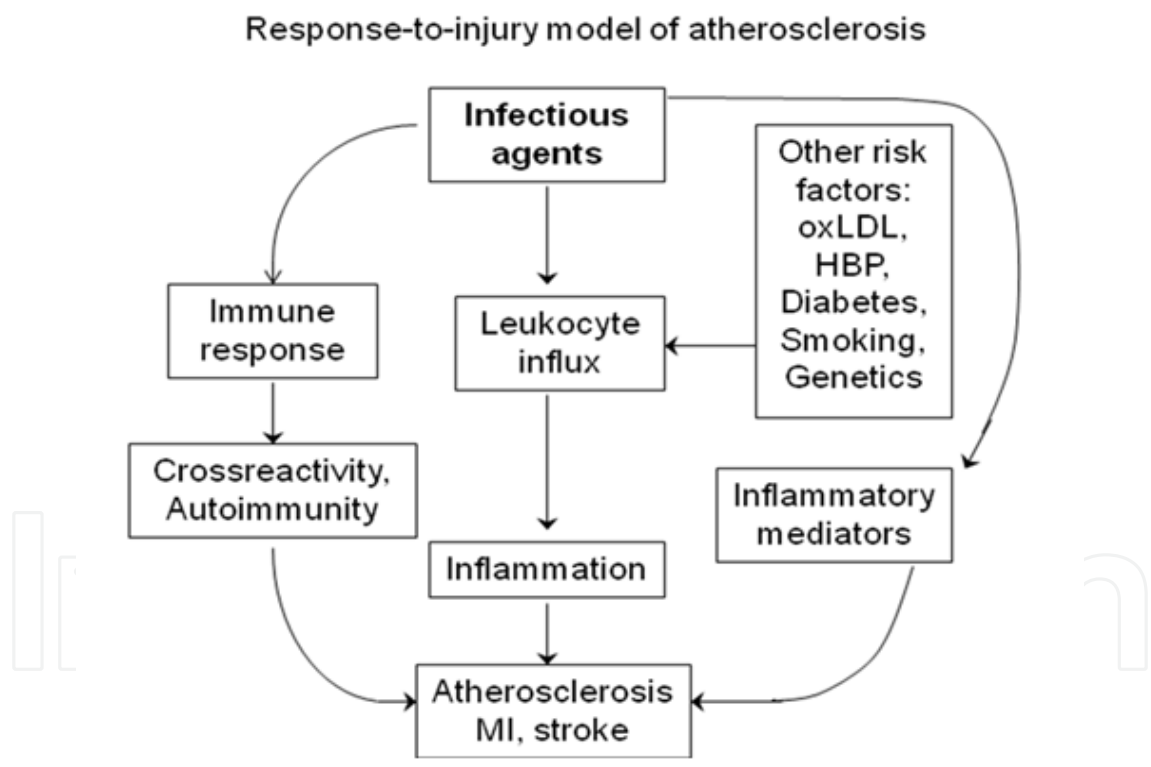 Response-to-injury model of atherosclerosis
Infectious
agents
Other risk
factors:
oxLDL,
HBP,
Diabetes,
Smoking,
Genetics
Immune
response
Leukocyte
influx
Crossreactivity,
Autoimmunity
Inflammatory
mediators
Inflammation
Atherosclerosis
MI, stroke